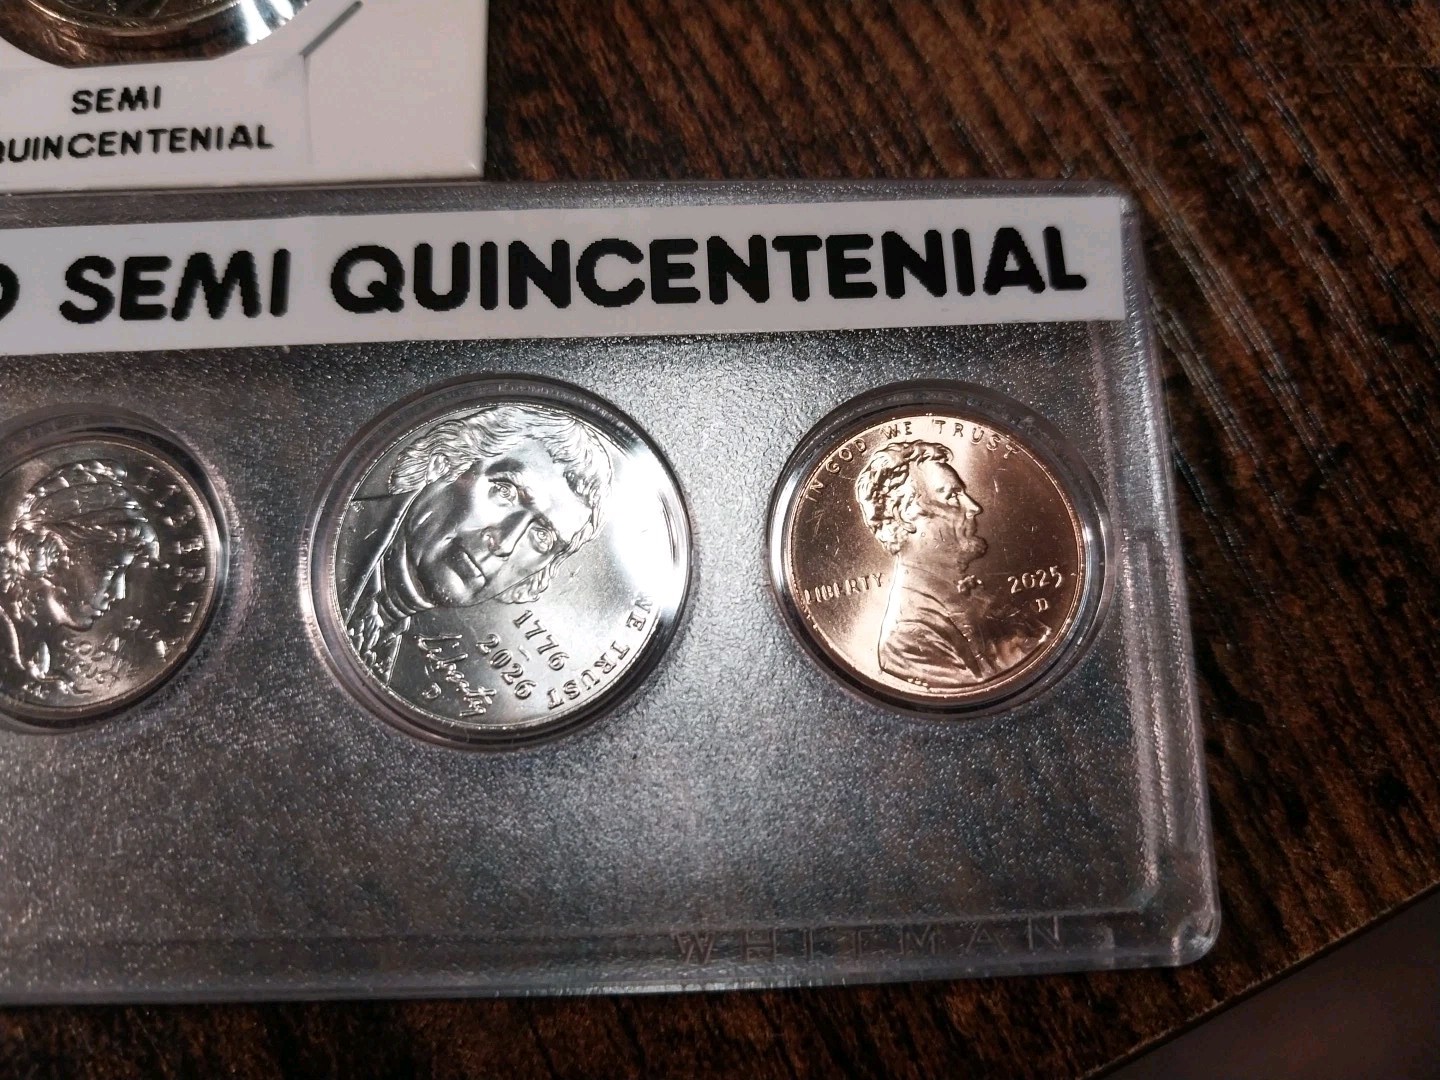 SEMI
QUINCENTENIAL
D SEMI QUINCENTENIAL
LIBERTY
1776
2026
Liberty
D
WE TRUST
IN GOD WE TRUST
LIBERTY
2025
D
WHITMAN